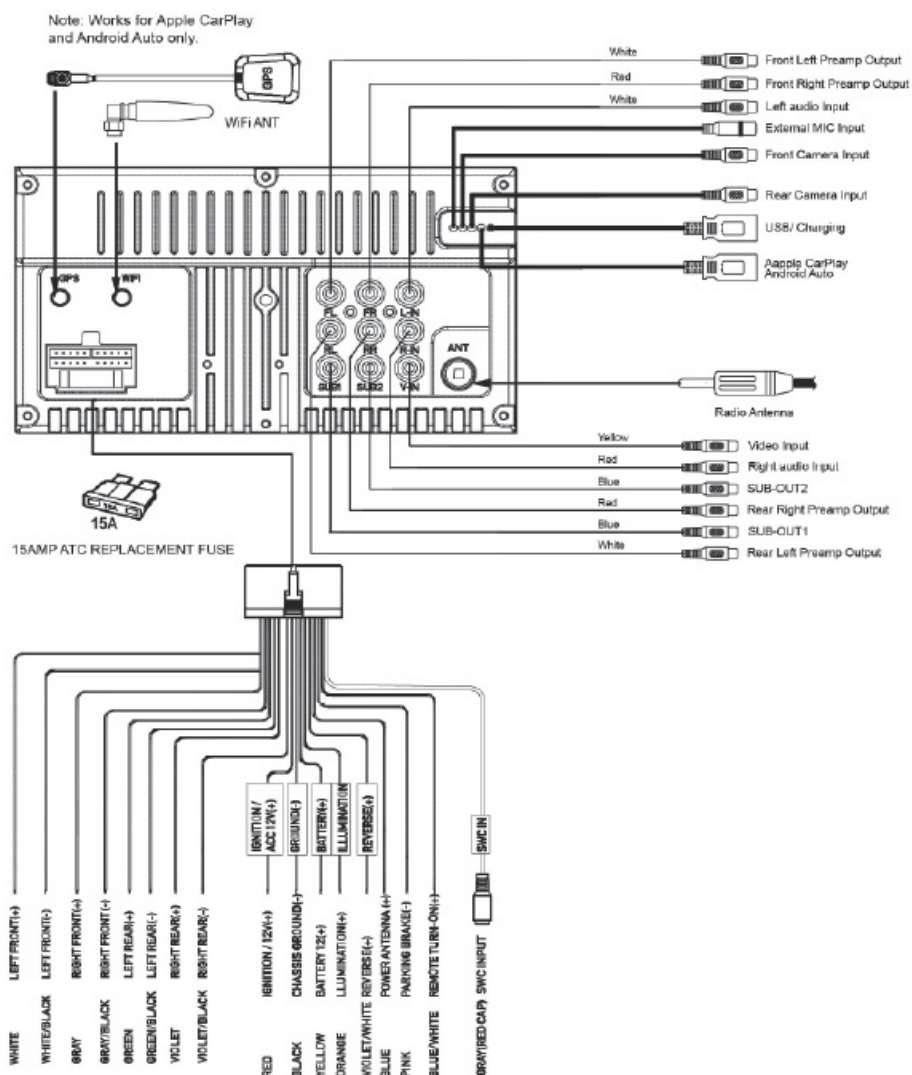 Note: Works for Apple CarPlay
and Android Auto only.
GPS
WiFi ANT
White
Front Left Preamp Output
Red
Front Right Preamp Output
White
Left audio Input
External MIC Input
Front Camera Input
Rear Camera Input
USB/ Charging
Aapple CarPlay
Android Auto
GPS
WIFI
FL
FR
L-IN
RL
RR
R-IN
SUB1
SUB2
V-IN
ANT
Radio Antenna
Yellow
Video Input
Red
Right audio Input
Blue
SUB-OUT2
Red
Rear Right Preamp Output
Blue
SUB-OUT1
White
Rear Left Preamp Output
15A
15A
15AMP ATC REPLACEMENT FUSE
IGNITION /
ACC 12V(+)
GROUND(-)
BATTERY(+)
ILLUMINATION
REVERSE(+)
SWC IN
WHITE LEFT FRONT(+)
WHITE/BLACK LEFT FRONT(-)
GRAY RIGHT FRONT(+)
GRAY/BLACK RIGHT FRONT(-)
GREEN LEFT REAR(+)
GREEN/BLACK LEFT REAR(-)
VIOLET RIGHT REAR(+)
VIOLET/BLACK RIGHT REAR(-)
RED IGNITION / 12V(+)
BLACK CHASSIS GROUND(-)
YELLOW BATTERY 12(+)
ORANGE ILLUMINATION(+)
VIOLET/WHITE REVERSE(+)
BLUE POWER ANTENNA(+)
PINK PARKING BRAKE(-)
BLUE/WHITE REMOTE TURN-ON(+)
GRAY(RED CAP) SWC INPUT